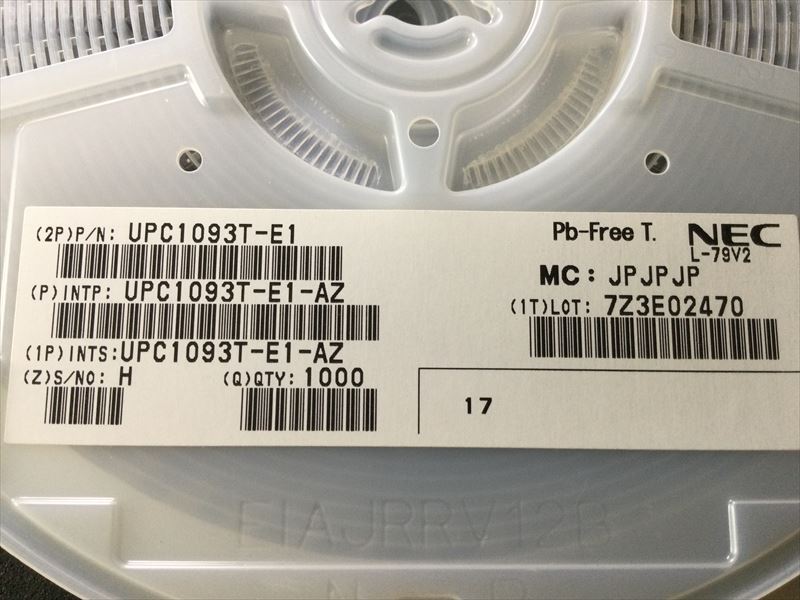 (2P)P/N: UPC1093T-E1
(P)INTP: UPC1093T-E1-AZ
(1P)INTS:UPC1093T-E1-AZ
(Z)S/NO: H (Q)QTY: 1000
Pb-Free T. NEC
L-79V2
MC: JPJPJP
(1T)LOT: 7Z3E02470
17
EIAJRRV12B